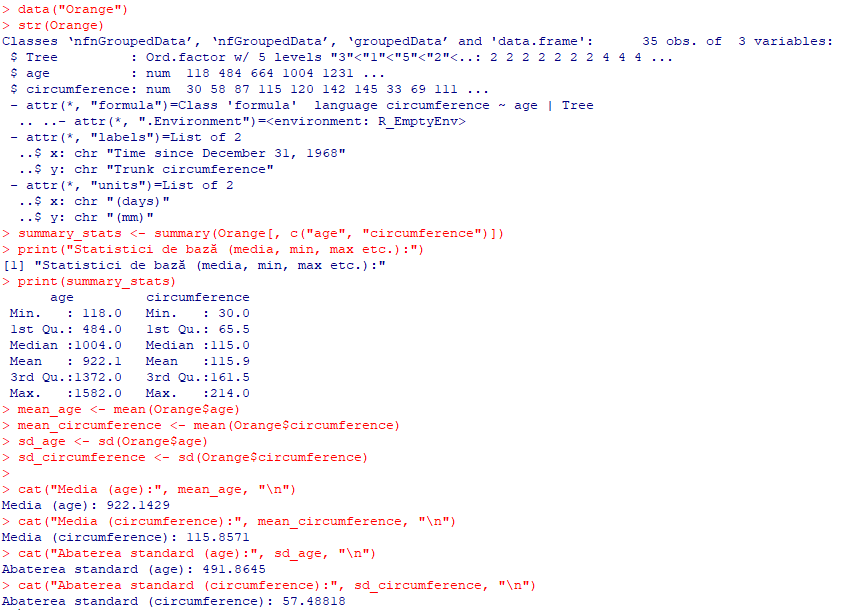 > data("Orange")
> str(Orange)
Classes ‘nfnGroupedData’, ‘nfGroupedData’, ‘groupedData’ and 'data.frame':      35 obs. of  3 variables:
 $ Tree         : Ord.factor w/ 5 levels "3"<"1"<"5"<"2"<..: 2 2 2 2 2 2 2 4 4 4 ...
 $ age          : num  118 484 664 1004 1231 ...
 $ circumference: num  30 58 87 115 120 142 145 33 69 111 ...
 - attr(*, "formula")=Class 'formula'  language circumference ~ age | Tree
  .. ..- attr(*, ".Environment")=<environment: R_EmptyEnv>
 - attr(*, "labels")=List of 2
  ..$ x: chr "Time since December 31, 1968"
  ..$ y: chr "Trunk circumference"
 - attr(*, "units")=List of 2
  ..$ x: chr "(days)"
  ..$ y: chr "(mm)"
> summary_stats <- summary(Orange[, c("age", "circumference")])
> print("Statistici de bază (media, min, max etc.):")
[1] "Statistici de bază (media, min, max etc.):"
> print(summary_stats)
      age         circumference
 Min.   : 118.0   Min.   : 30.0
 1st Qu.: 484.0   1st Qu.: 65.5
 Median :1004.0   Median :115.0
 Mean   : 922.1   Mean   :115.9
 3rd Qu.:1372.0   3rd Qu.:161.5
 Max.   :1582.0   Max.   :214.0
> mean_age <- mean(Orange$age)
> mean_circumference <- mean(Orange$circumference)
> sd_age <- sd(Orange$age)
> sd_circumference <- sd(Orange$circumference)
>
> cat("Media (age):", mean_age, "\n")
Media (age): 922.1429
> cat("Media (circumference):", mean_circumference, "\n")
Media (circumference): 115.8571
> cat("Abaterea standard (age):", sd_age, "\n")
Abaterea standard (age): 491.8645
> cat("Abaterea standard (circumference):", sd_circumference, "\n")
Abaterea standard (circumference): 57.48818